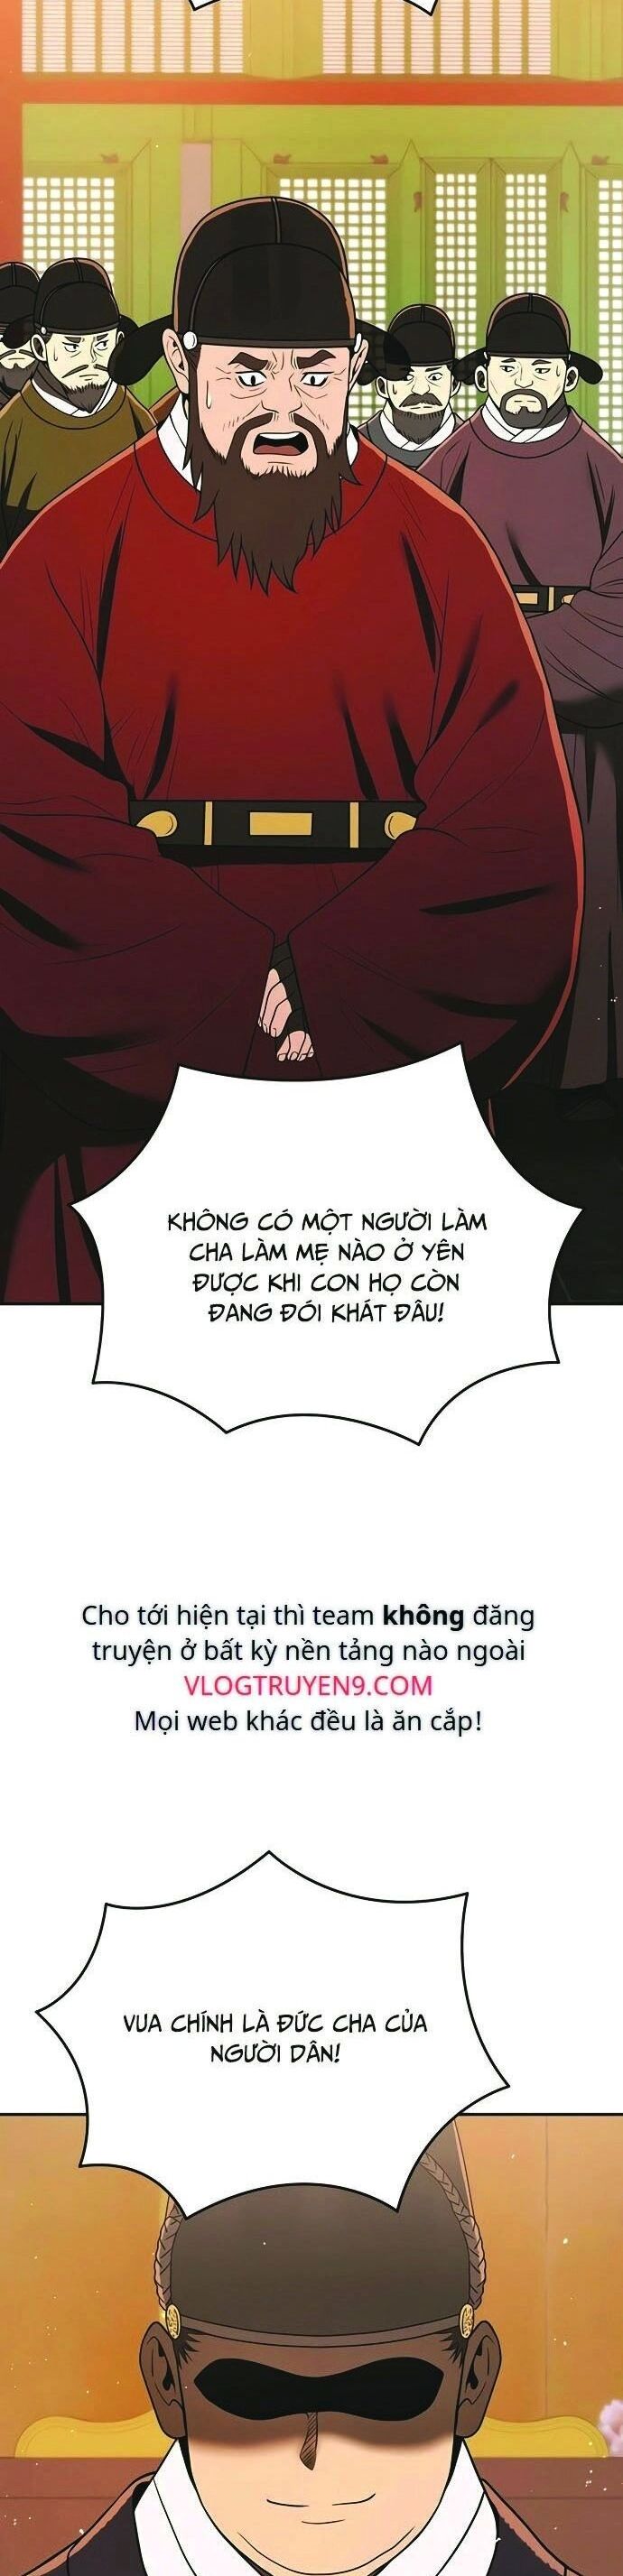 KHÔNG CÓ MỘT NGƯỜI LÀM
CHA LÀM MẸ NÀO Ở YÊN
ĐƯỢC KHI CON HỌ CÒN
ĐANG ĐÓI KHÁT ĐÂU!
Cho tới hiện tại thì team không đăng
truyện ở bất kỳ nền tảng nào ngoài
VLOGTRUYEN9.COM
Mọi web khác đều là ăn cắp!
VUA CHÍNH LÀ ĐỨC CHA CỦA
NGƯỜI DÂN!